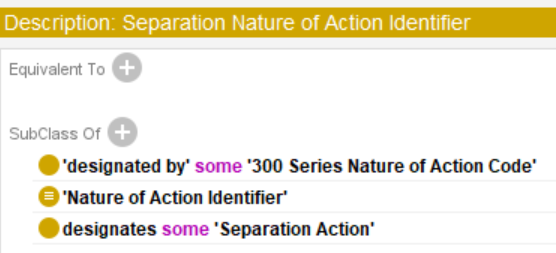 Description: Separation Nature of Action Identifier
Equivalent To
SubClass Of
'designated by' some '300 Series Nature of Action Code'
'Nature of Action Identifier'
designates some 'Separation Action'